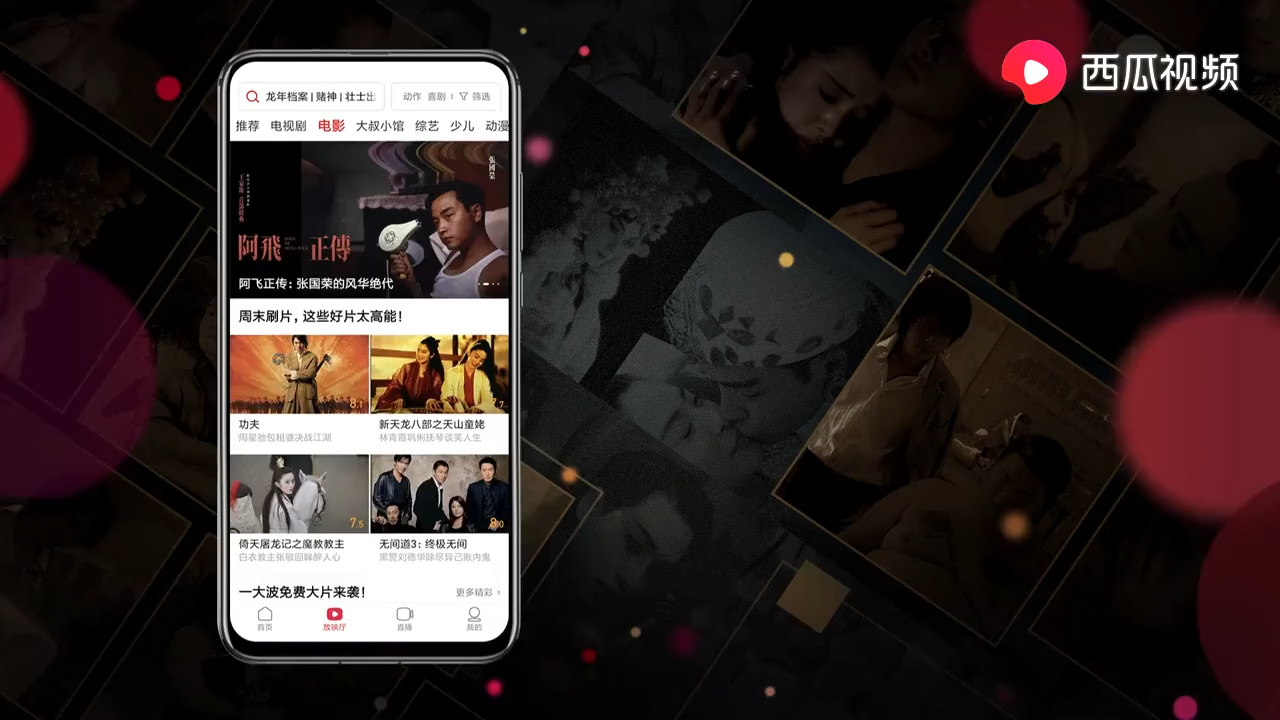 西瓜视频
龙年档案 | 赌神 | 壮士出
动作 喜剧 筛选
推荐 电视剧 电影 大叔小馆 综艺 少儿 动漫
張國榮
阿飛 正傳
阿飞正传：张国荣的风华绝代
周末刷片，这些好片太高能！
8.1
7.7
功夫
周星驰包租婆决战江湖
新天龙八部之天山童姥
林青霞巩俐抚琴谈笑人生
7.5
8.0
倚天屠龙记之魔教教主
白衣教主张敏回眸醉人心
无间道3：终极无间
黑警刘德华除尽异己揪内鬼
一大波免费大片来袭！
更多精彩 ›
首页 放映厅 直播 我的